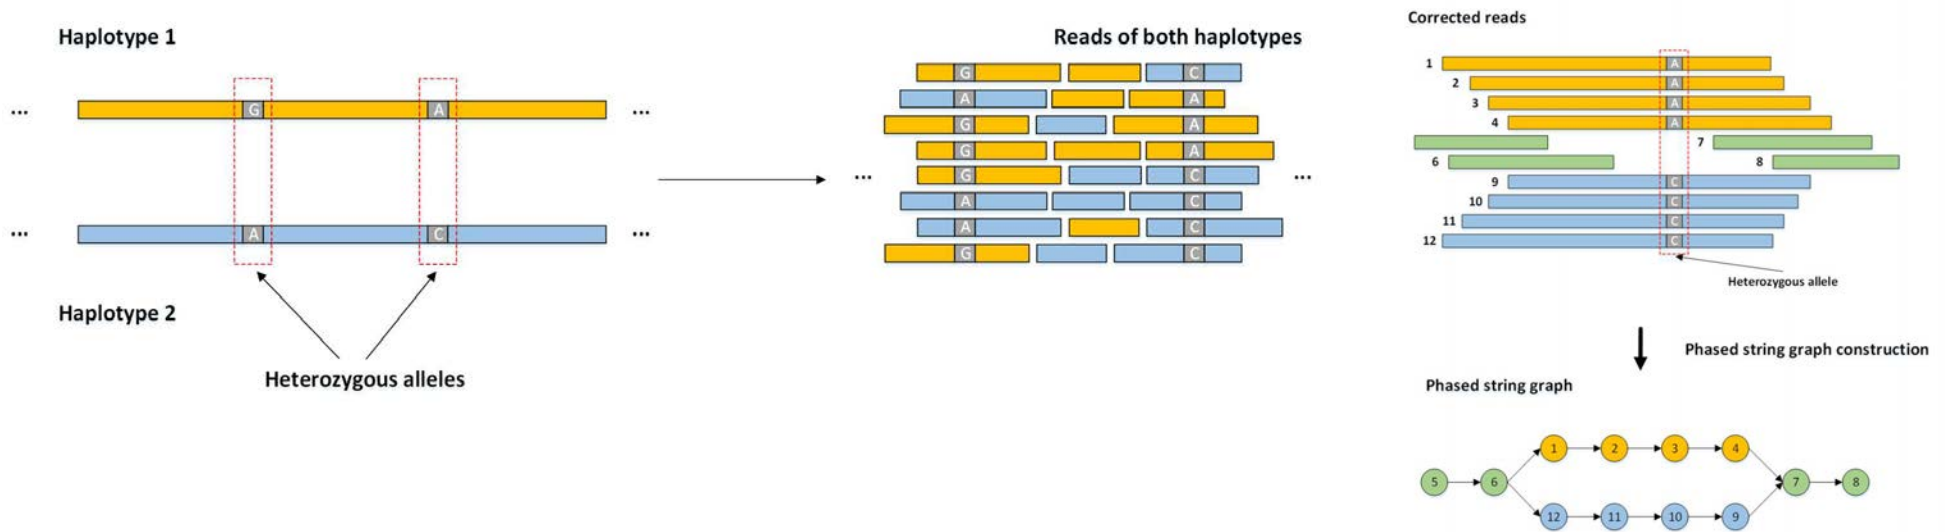 Haplotype 1
... G A ...
... A C ...
Haplotype 2
Heterozygous alleles
Reads of both haplotypes
G C
A A
G A
G A
... G C ...
A C
A C
G C
Corrected reads
1 A
2 A
3 A
4 A
7
6 8
9 C
10 C
11 C
12 C
Heterozygous allele
Phased string graph construction
Phased string graph
1 2 3 4
5 6 7 8
12 11 10 9